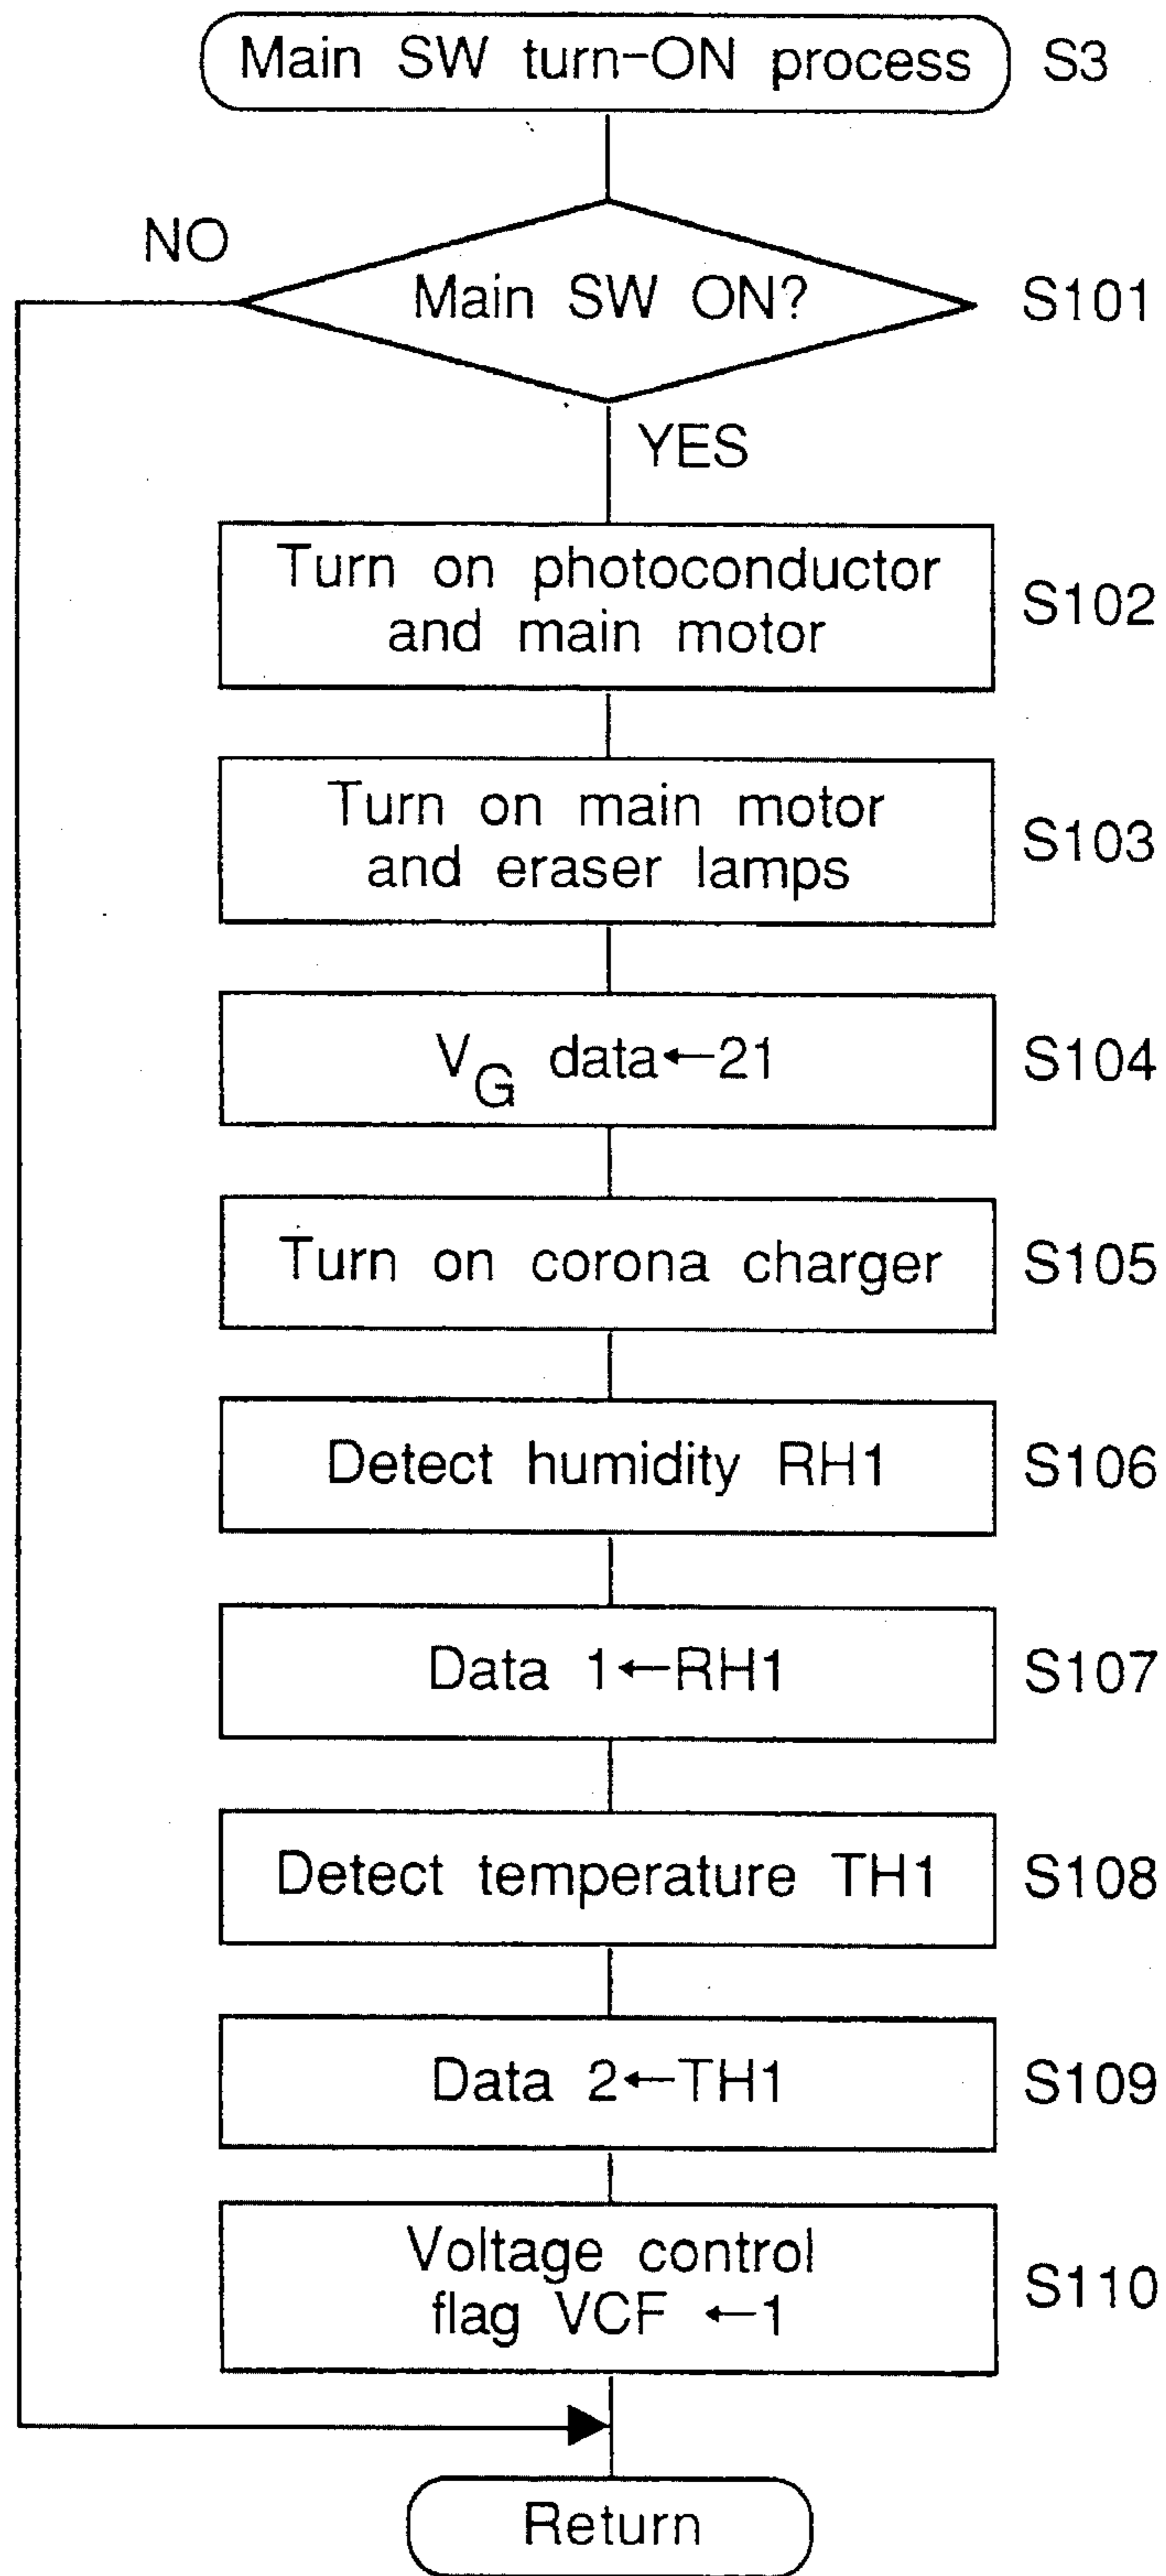 Main SW turn-ON process S3
NO
Main SW ON? S101
YES
Turn on photoconductor
and main motor
S102
Turn on main motor
and eraser lamps
S103
VG data←21 S104
Turn on corona charger S105
Detect humidity RH1 S106
Data 1←RH1 S107
Detect temperature TH1 S108
Data 2←TH1 S109
Voltage control
flag VCF ←1
S110
Return